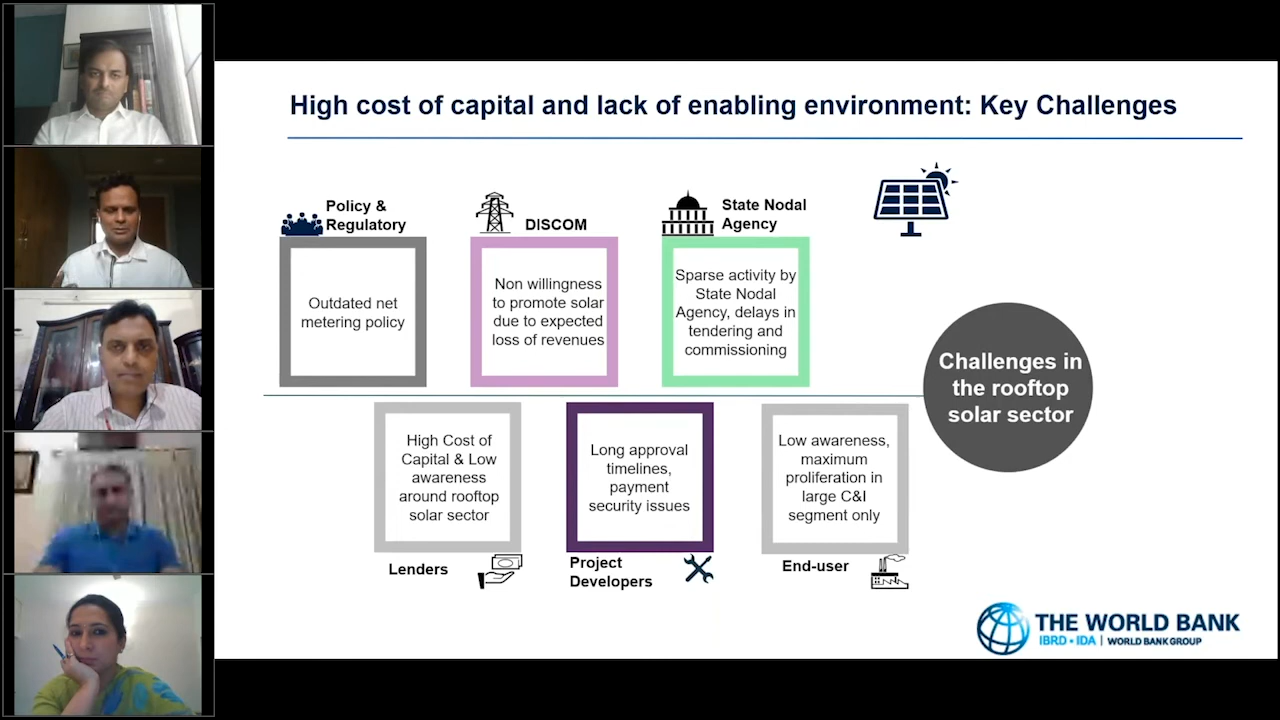 High cost of capital and lack of enabling environment: Key Challenges
Policy &
Regulatory
Outdated net
metering policy
DISCOM
Non willingness
to promote solar
due to expected
loss of revenues
State Nodal
Agency
Sparse activity by
State Nodal
Agency, delays in
tendering and
commissioning
Challenges in
the rooftop
solar sector
High Cost of
Capital & Low
awareness
around rooftop
solar sector
Lenders
Long approval
timelines,
payment
security issues
Project
Developers
Low awareness,
maximum
proliferation in
large C&I
segment only
End-user
THE WORLD BANK
IBRD • IDA | WORLD BANK GROUP